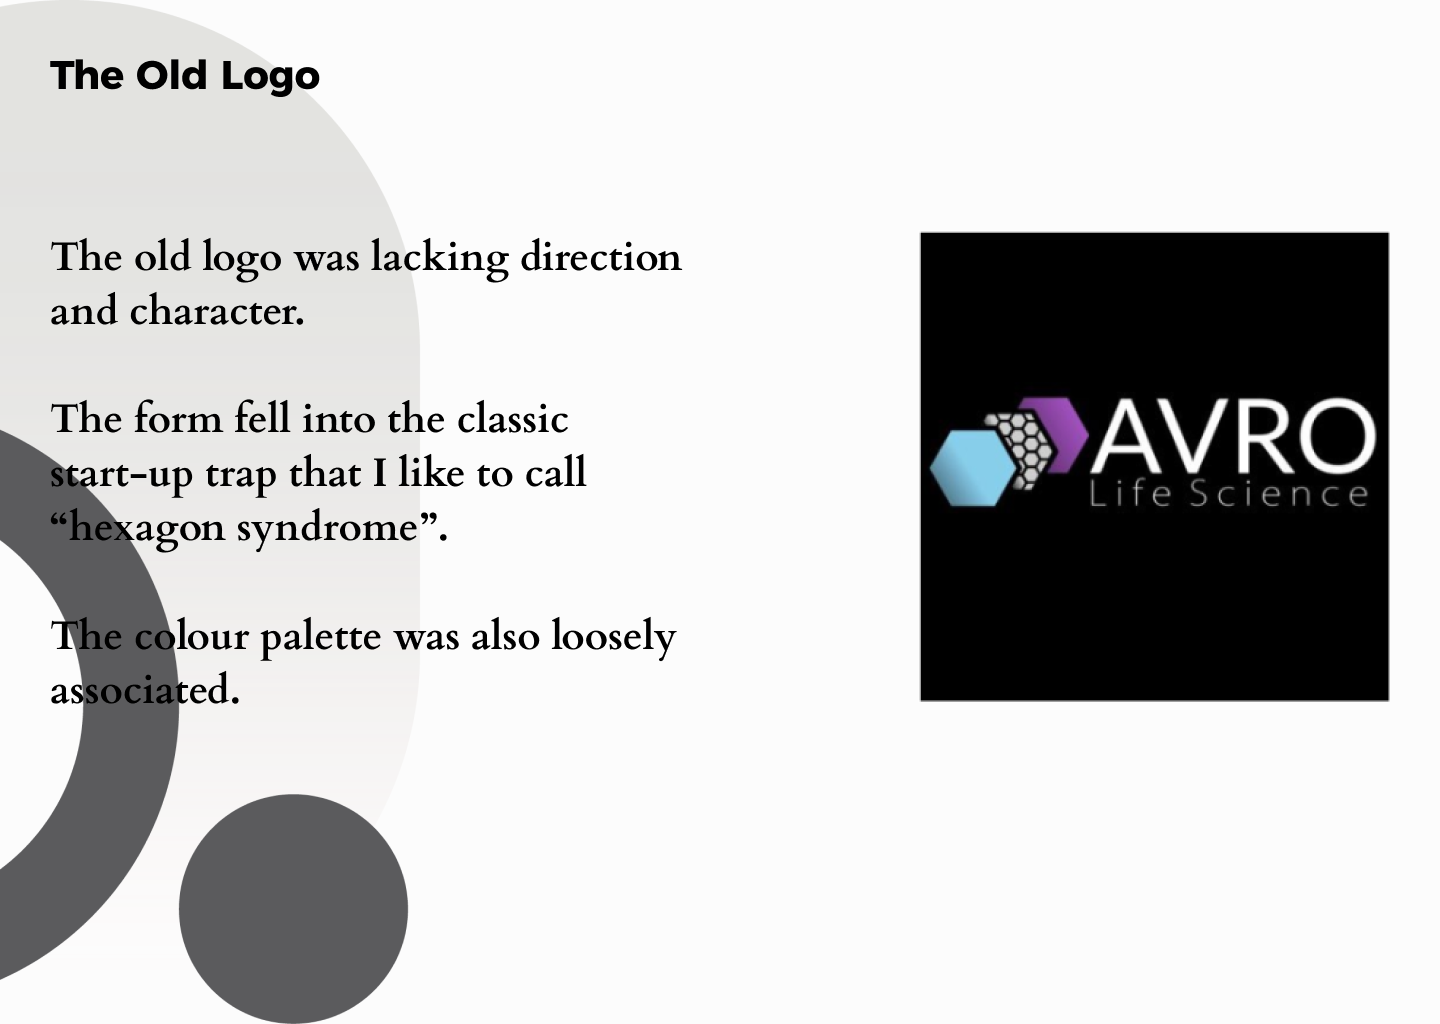 The Old Logo
The old logo was lacking direction
and character.
The form fell into the classic
start-up trap that I like to call
“hexagon syndrome”.
The colour palette was also loosely
associated.
AVRO
Life Science